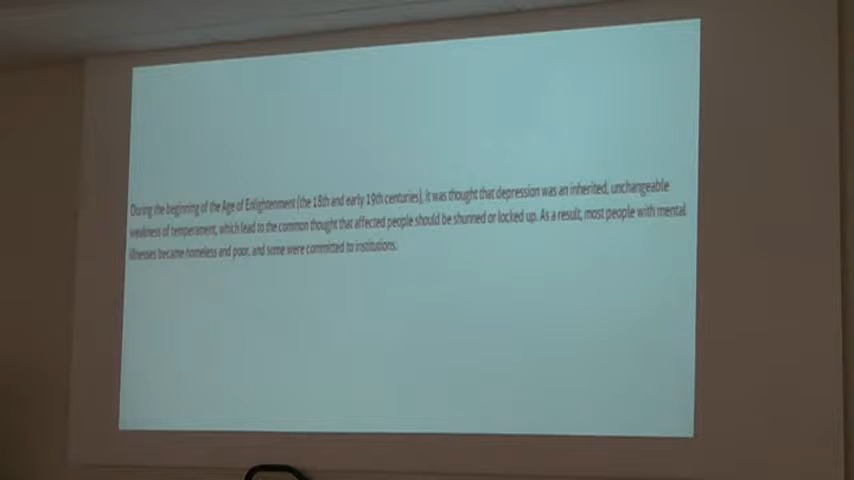 During the beginning of the Age of Enlightenment (the 18th and early 19th centuries), it was thought that depression was an inherited, unchangeable
weakness of temperament, which lead to the common thought that affected people should be shunned or locked up. As a result, most people with mental
illnesses became homeless and poor, and some were committed to institutions.